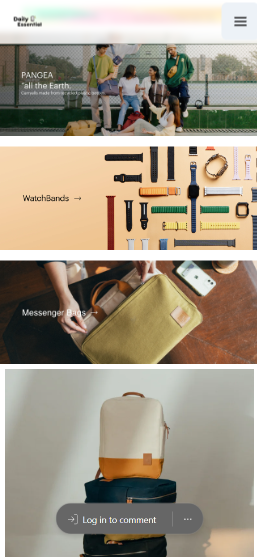 Daily
Essential
PANGEA
"all the Earth
WatchBands →
Messenger Bags →
Log in to comment